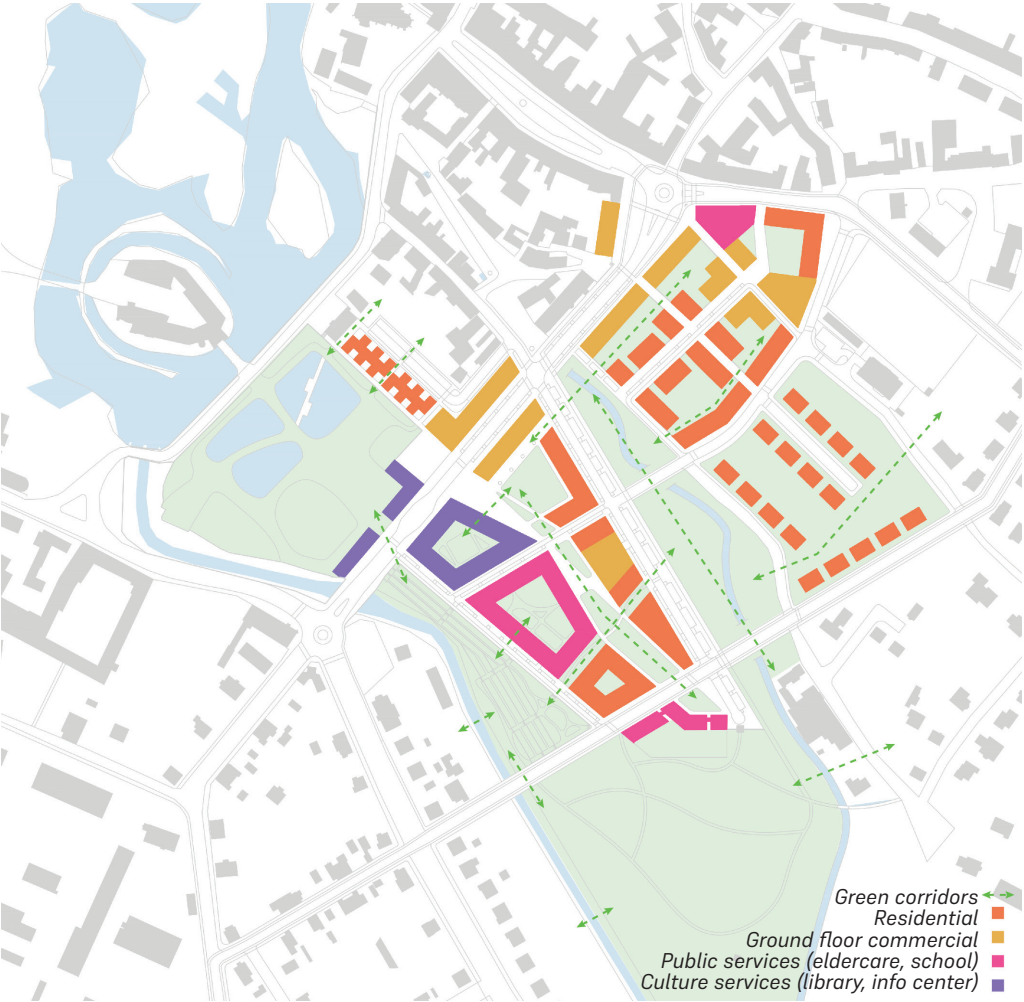 Green corridors
Residential
Ground floor commercial
Public services (eldercare, school)
Culture services (library, info center)